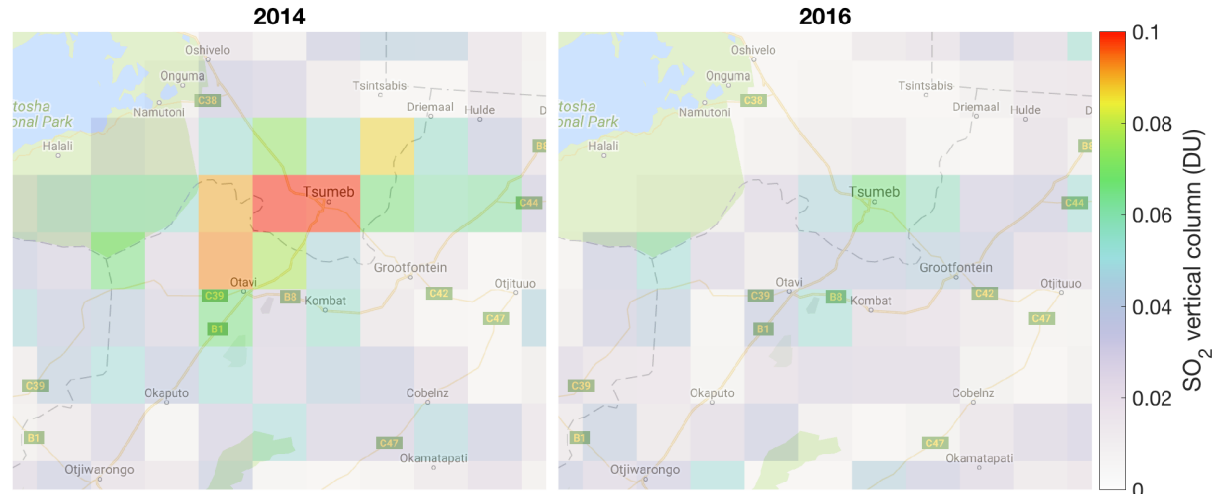 2014
2016
Oshivelo
Onguma
C38
Namutoni
Tsintsabis
Driemaal
Hulde
D
tosha
onal Park
Halali
B8
Tsumeb
C44
Grootfontein
Otavi
C39
B8
Kombat
C42
Otjituuo
C47
B1
C39
Okaputo
Cobelnz
B1
C47
Okamatapati
Otjiwarongo
Oshivelo
Onguma
C38
Namutoni
Tsintsabis
Driemaal
Hulde
D
tosha
onal Park
Halali
B8
Tsumeb
C44
Grootfontein
Otavi
C39
B8
Kombat
C42
Otjituuo
C47
B1
C39
Okaputo
Cobelnz
B1
C47
Okamatapati
Otjiwarongo
0.1
0.08
0.06
0.04
0.02
0
SO₂ vertical column (DU)